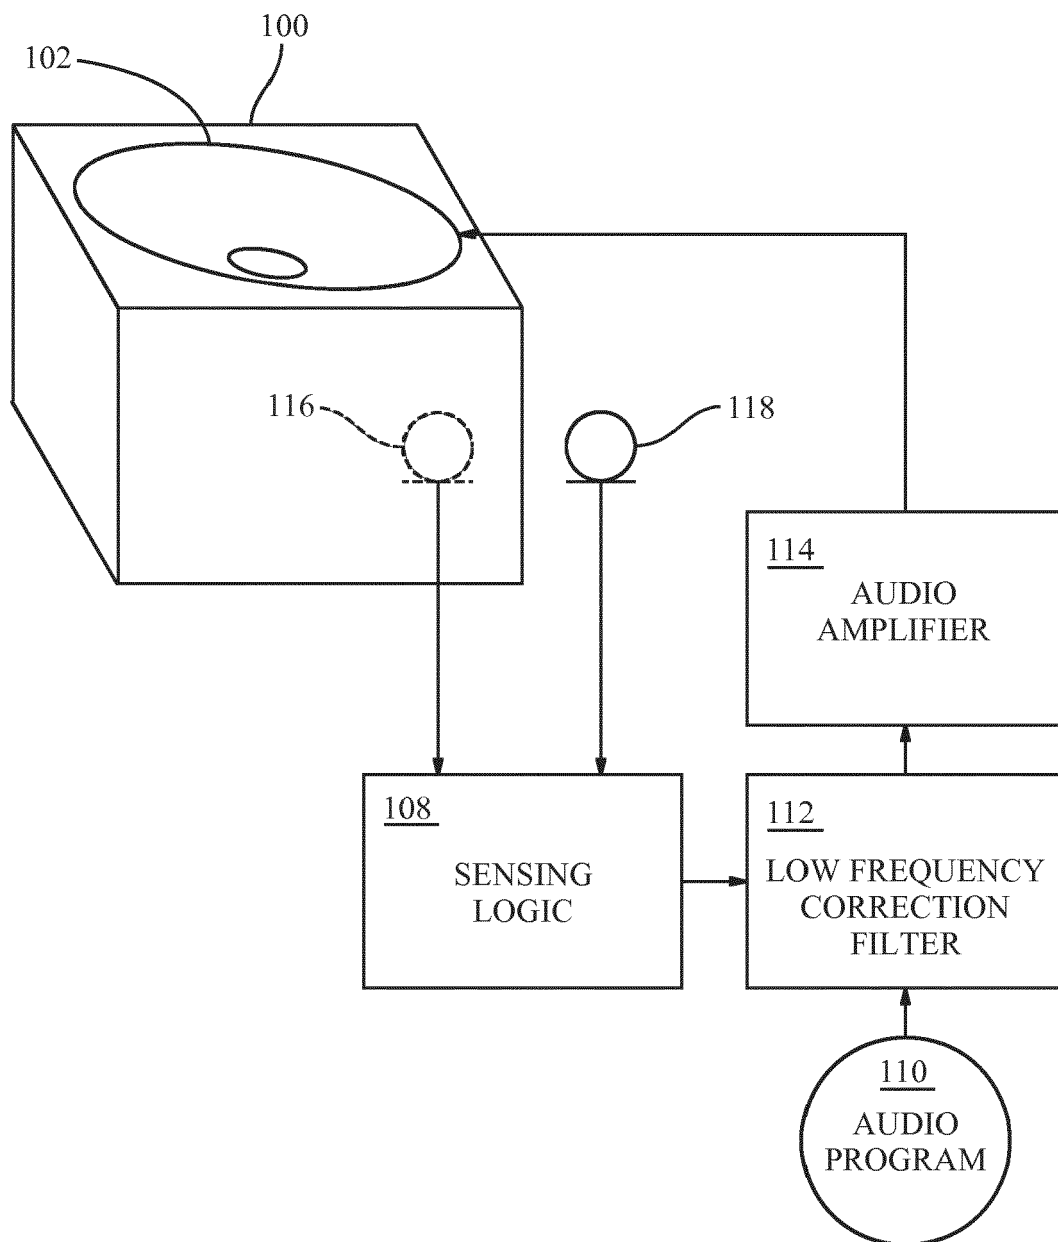 100
102
116
118
114
AUDIO
AMPLIFIER
108
SENSING
LOGIC
112
LOW FREQUENCY
CORRECTION
FILTER
110
AUDIO
PROGRAM